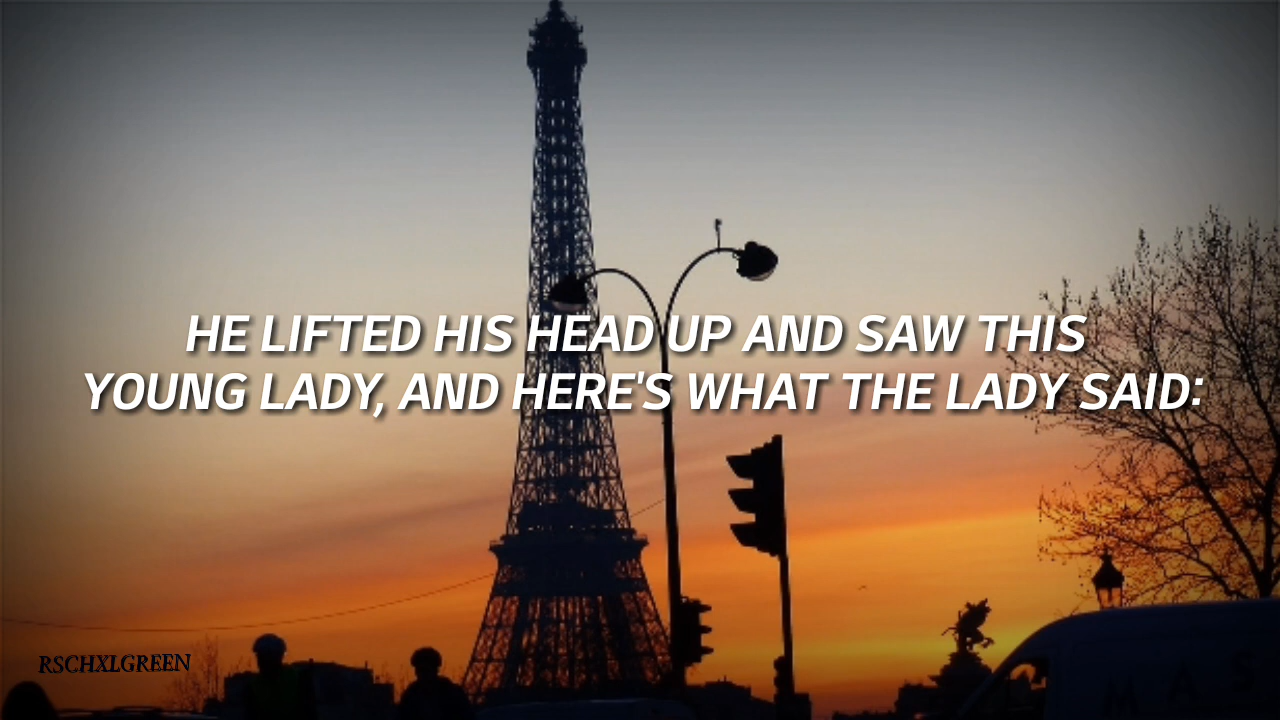 HE LIFTED HIS HEAD UP AND SAW THIS
YOUNG LADY, AND HERE'S WHAT THE LADY SAID:
RSCHXLGREEN
M A S